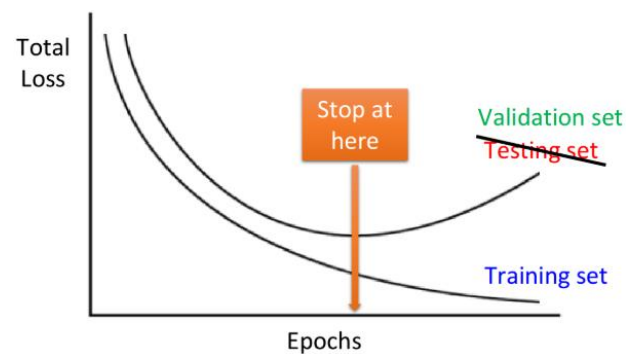 Total
Loss
Stop at
here
Validation set
Testing set
Training set
Epochs